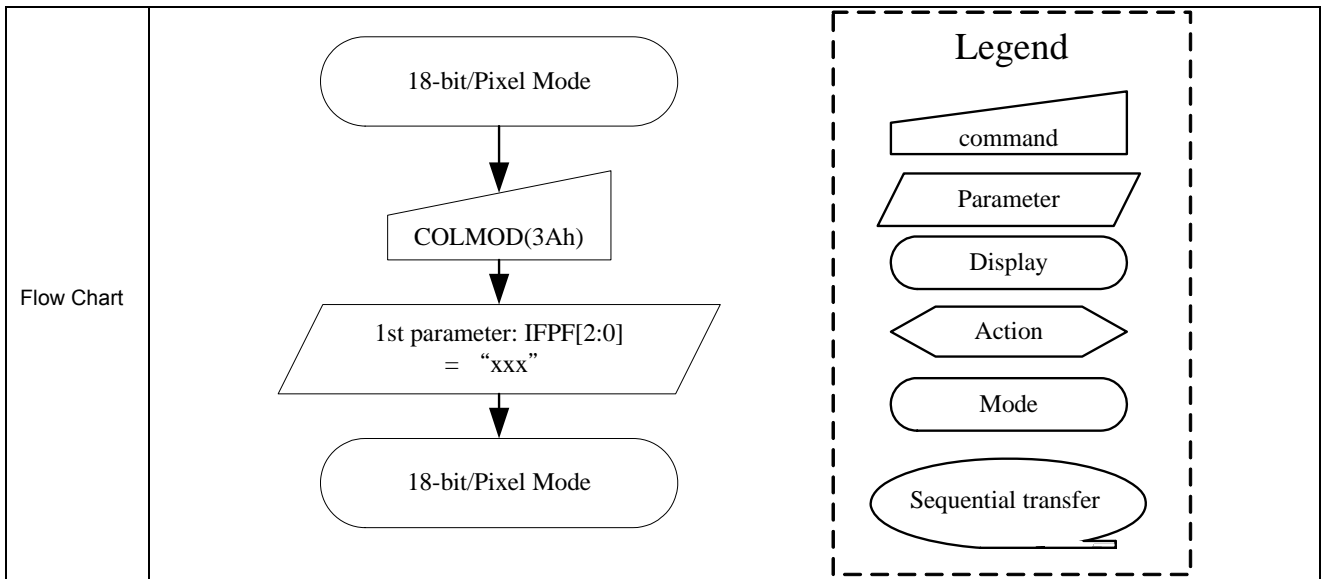 Flow Chart
18-bit/Pixel Mode
COLMOD(3Ah)
1st parameter: IFPF[2:0]
= “xxx”
18-bit/Pixel Mode
Legend
command
Parameter
Display
Action
Mode
Sequential transfer